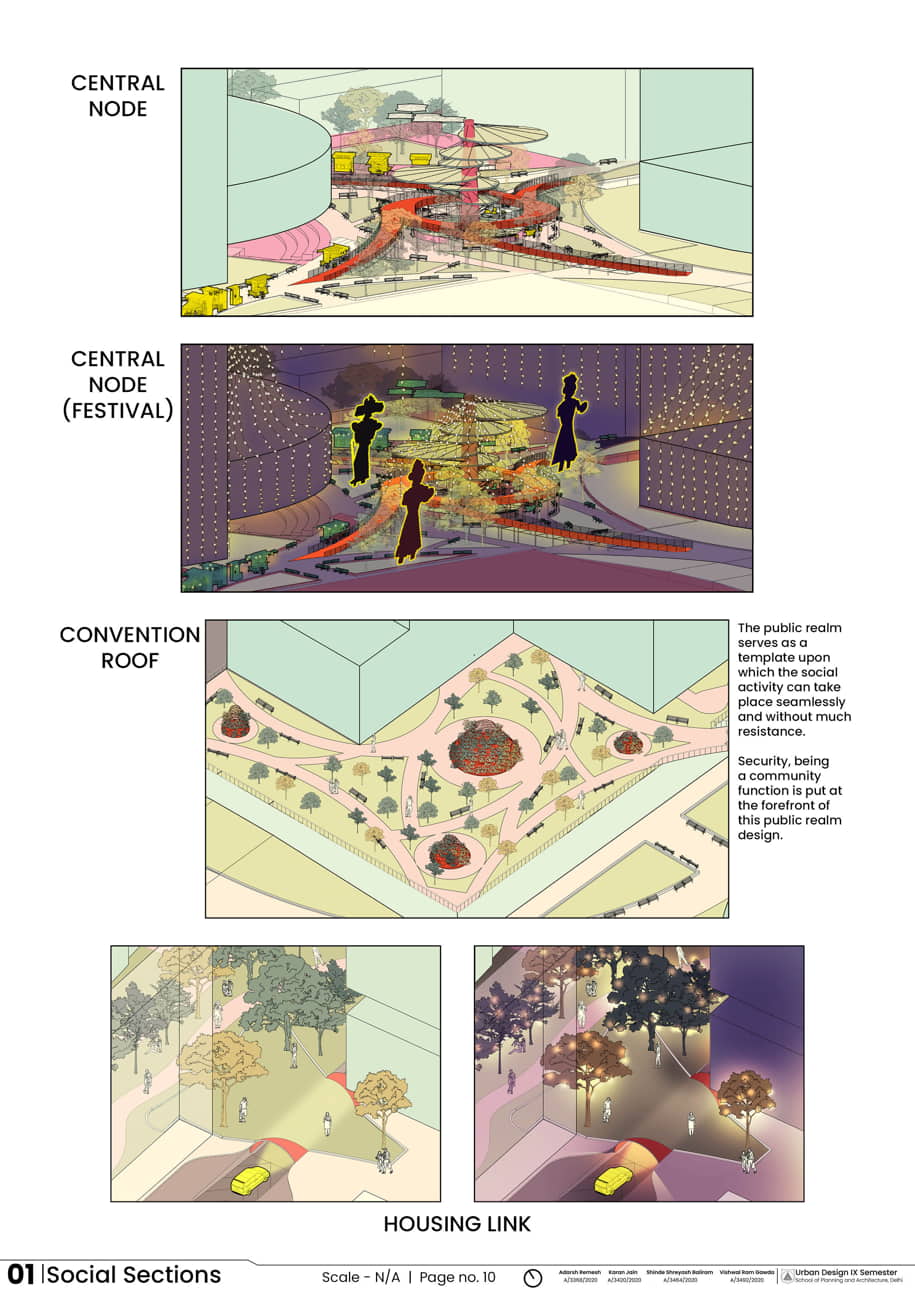 CENTRAL
NODE
CENTRAL
NODE
(FESTIVAL)
CONVENTION
ROOF
The public realm
serves as a
template upon
which the social
activity can take
place seamlessly
and without much
resistance.
Security, being
a community
function is put at
the forefront of
this public realm
design.
HOUSING LINK
01 | Social Sections
Scale - N/A | Page no. 10
Adarsh Remesh
A/3368/2020
Karan Jain
A/3420/2020
Shinde Shreyash Baliram
A/3464/2020
Vishwal Ram Gowda
A/3492/2020
Urban Design IX Semester
School of Planning and Architecture, Delhi